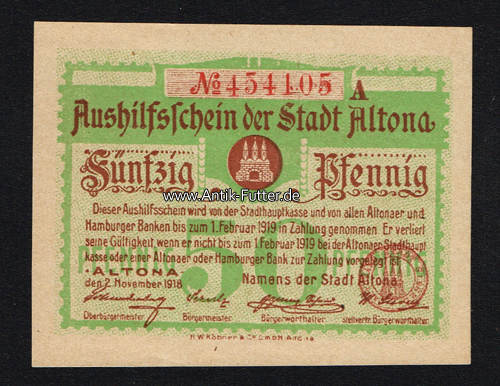 №454105 A
Aushilfsschein der Stadt Altona
Fünfzig Pfennig
www.Antik-Futter.de
Dieser Aushilfsschein wird von der Stadthauptkasse und von allen Altonaer und
Hamburger Banken bis zum 1. Februar 1919 in Zahlung genommen. Er verliert
seine Gültigkeit wenn er nicht bis zum 1. Februar 1919 bei der Altonaer Stadthaupt
kasse oder einer Altonaer oder Hamburger Bank zur Zahlung vorgelegt ist.
50
ALTONA
den 7. November 1918
Namens der Stadt Altona:
Oberbürgermeister Bürgermeister Bürgerworthalter stellvertr. Bürgerworthalter